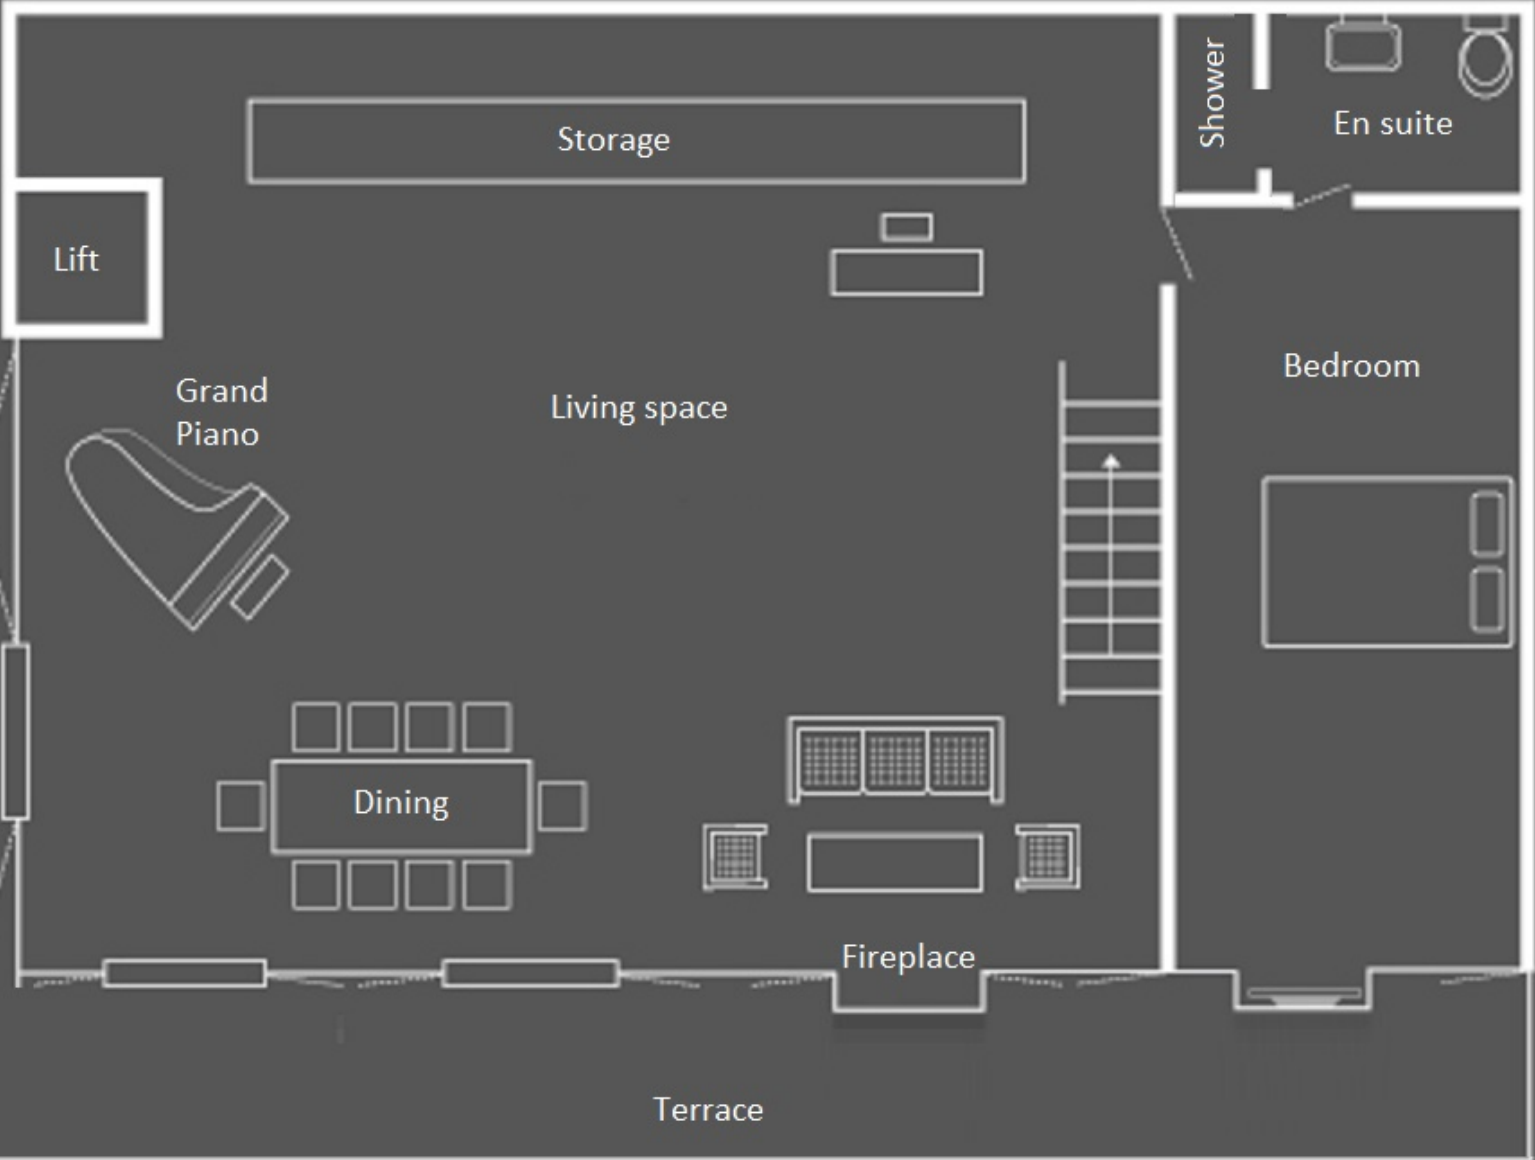 Shower
En suite
Storage
Lift
Bedroom
Grand
Piano
Living space
Dining
Fireplace
Terrace